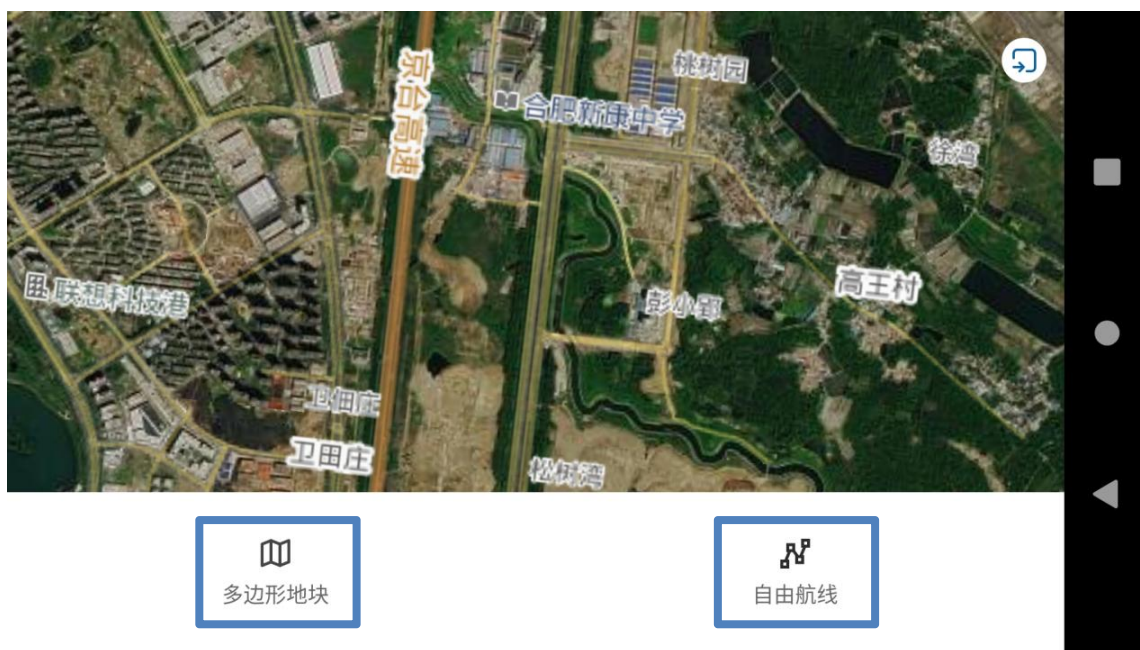 桃树园
京台高速
合肥新康中学
徐湾
联想科技港
高王村
彭小郢
卫田庄
卫田庄
松树湾
多边形地块
自由航线